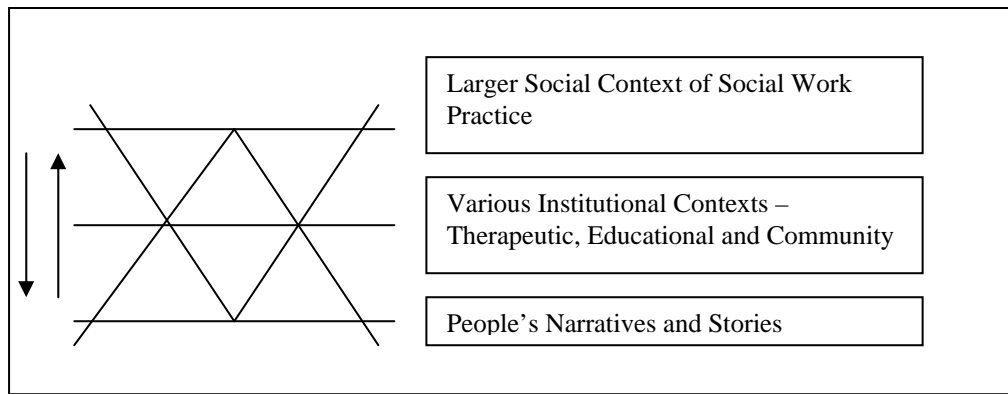 Larger Social Context of Social Work
Practice
Various Institutional Contexts –
Therapeutic, Educational and Community
People’s Narratives and Stories